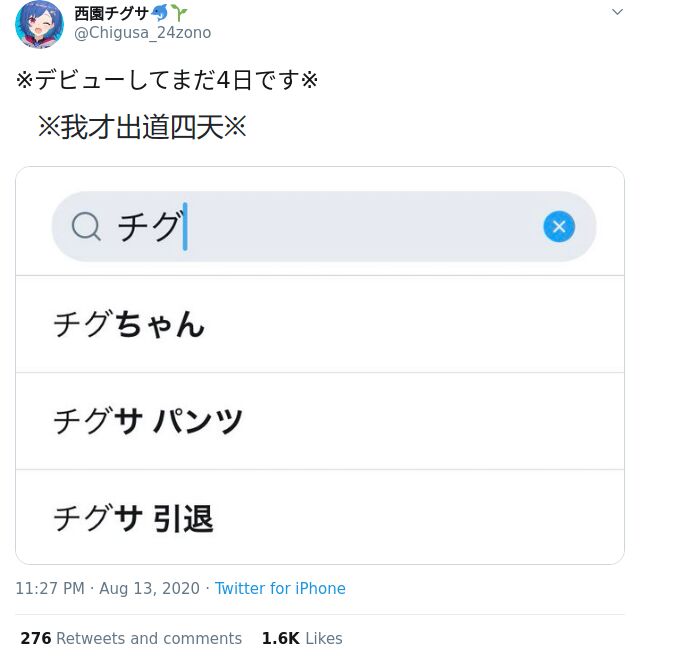 西園チグサ🐬🌱
@Chigusa_24zono
※デビューしてまだ4日です※
※我才出道四天※
チグ
チグちゃん
チグサ パンツ
チグサ 引退
11:27 PM · Aug 13, 2020 · Twitter for iPhone
276 Retweets and comments 1.6K Likes